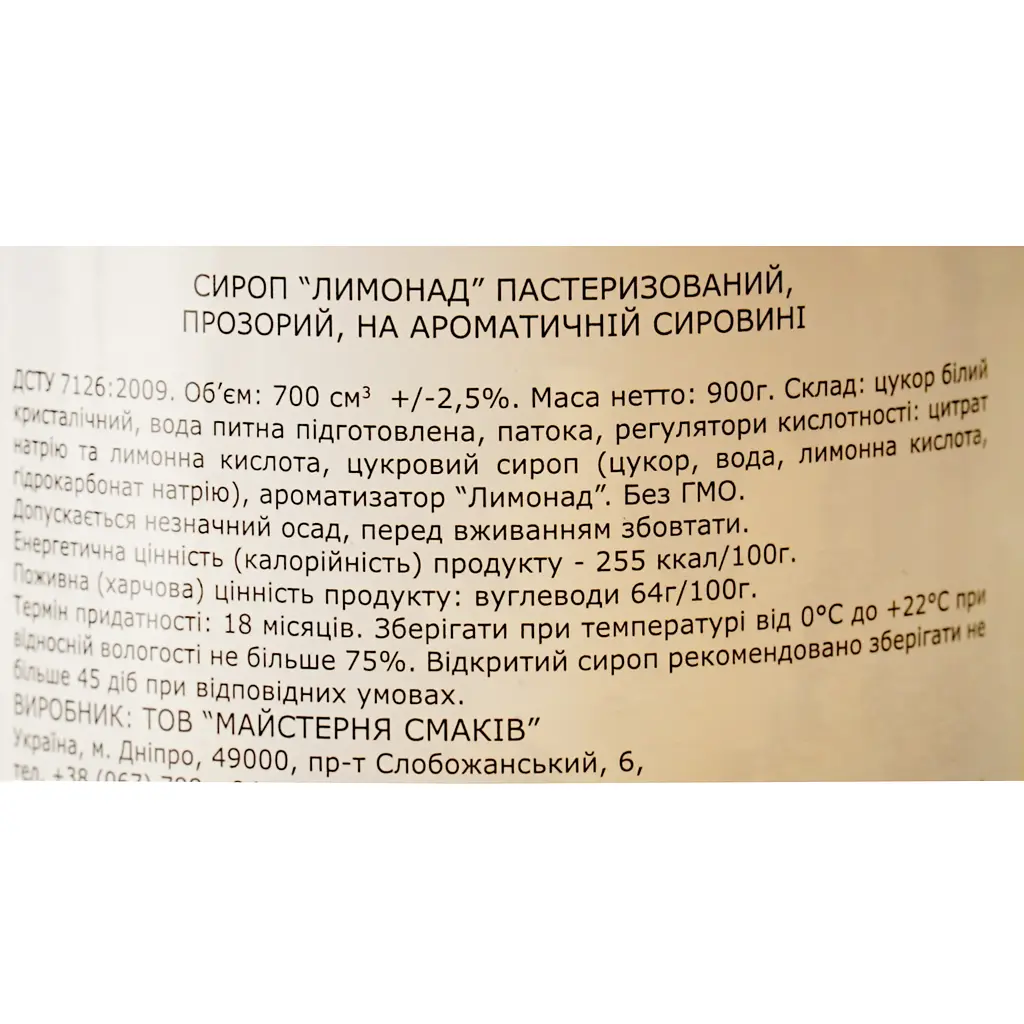 СИРОП “ЛИМОНАД” ПАСТЕРИЗОВАНИЙ,
ПРОЗОРИЙ, НА АРОМАТИЧНІЙ СИРОВИНІ
ДСТУ 7126:2009. Об’єм: 700 см³ +/-2,5%. Маса нетто: 900г. Склад: цукор білий
кристалічний, вода питна підготовлена, патока, регулятори кислотності: цитрат
натрію та лимонна кислота, цукровий сироп (цукор, вода, лимонна кислота,
гідрокарбонат натрію), ароматизатор “Лимонад”. Без ГМО.
Допускається незначний осад, перед вживанням збовтати.
Енергетична цінність (калорійність) продукту - 255 ккал/100г.
Поживна (харчова) цінність продукту: вуглеводи 64г/100г.
Термін придатності: 18 місяців. Зберігати при температурі від 0°С до +22°С при
відносній вологості не більше 75%. Відкритий сироп рекомендовано зберігати не
більше 45 діб при відповідних умовах.
ВИРОБНИК: ТОВ “МАЙСТЕРНЯ СМАКІВ”
Україна, м. Дніпро, 49000, пр-т Слобожанський, 6,
тел. +38 (067)